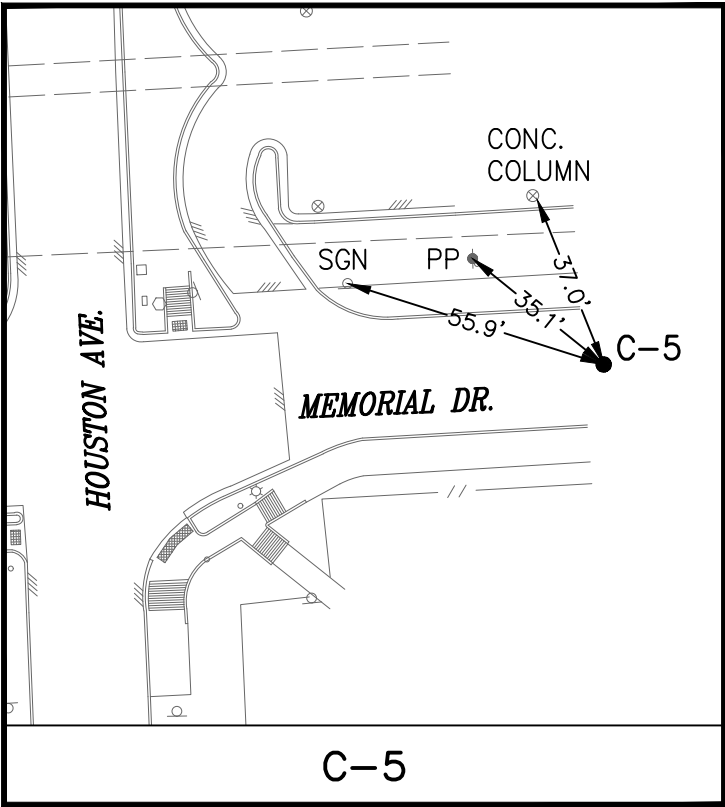 CONC.
COLUMN
SGN
PP
37.0'
35.1'
55.9'
C-5
HOUSTON AVE.
MEMORIAL DR.
C-5